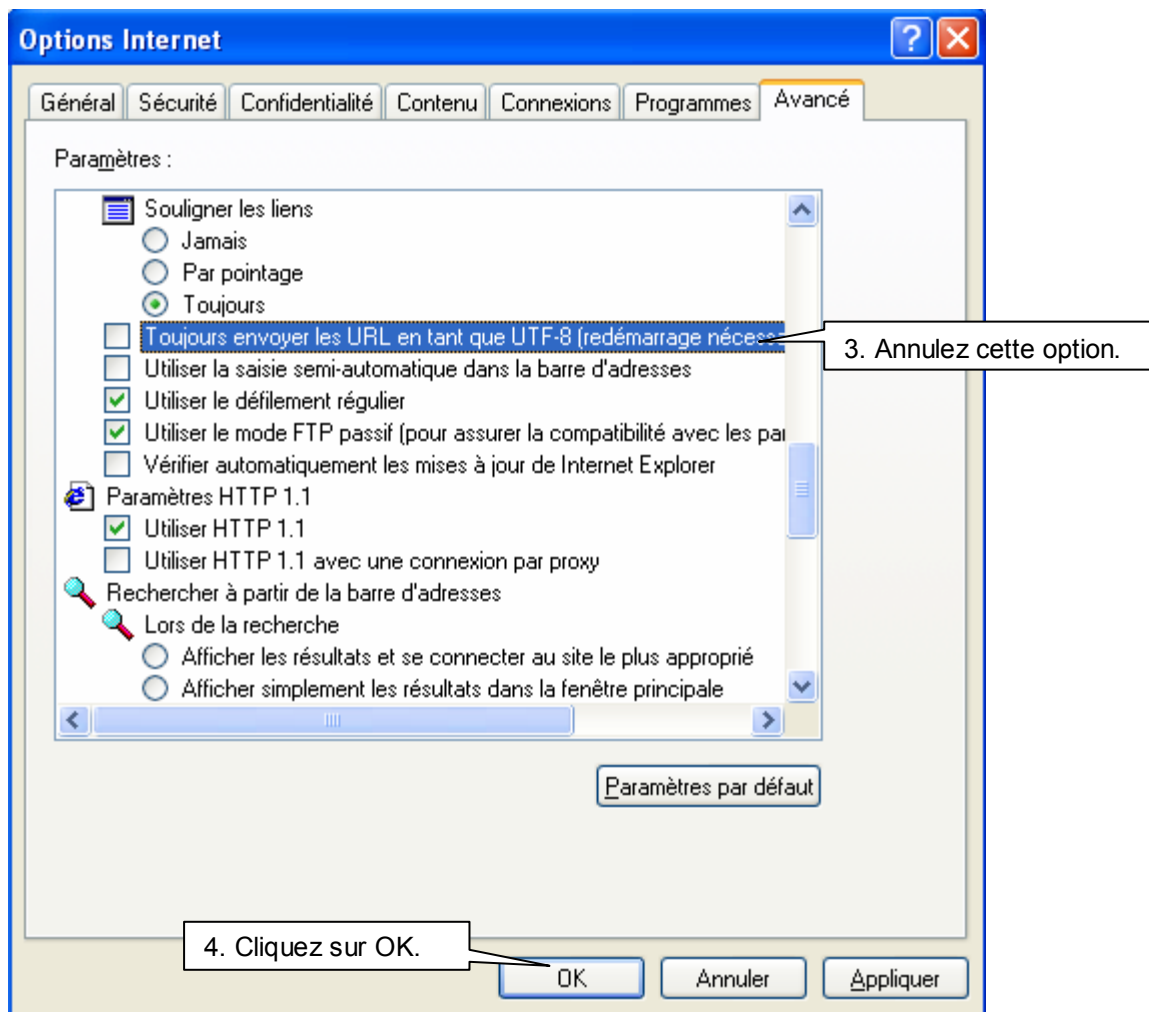 Options Internet
Général Sécurité Confidentialité Contenu Connexions Programmes Avancé
Paramètres :
Souligner les liens
Jamais
Par pointage
Toujours
Toujours envoyer les URL en tant que UTF-8 (redémarrage nécess
3. Annulez cette option.
Utiliser la saisie semi-automatique dans la barre d'adresses
Utiliser le défilement régulier
Utiliser le mode FTP passif (pour assurer la compatibilité avec les par
Vérifier automatiquement les mises à jour de Internet Explorer
Paramètres HTTP 1.1
Utiliser HTTP 1.1
Utiliser HTTP 1.1 avec une connexion par proxy
Rechercher à partir de la barre d'adresses
Lors de la recherche
Afficher les résultats et se connecter au site le plus approprié
Afficher simplement les résultats dans la fenêtre principale
Paramètres par défaut
4. Cliquez sur OK.
OK Annuler Appliquer